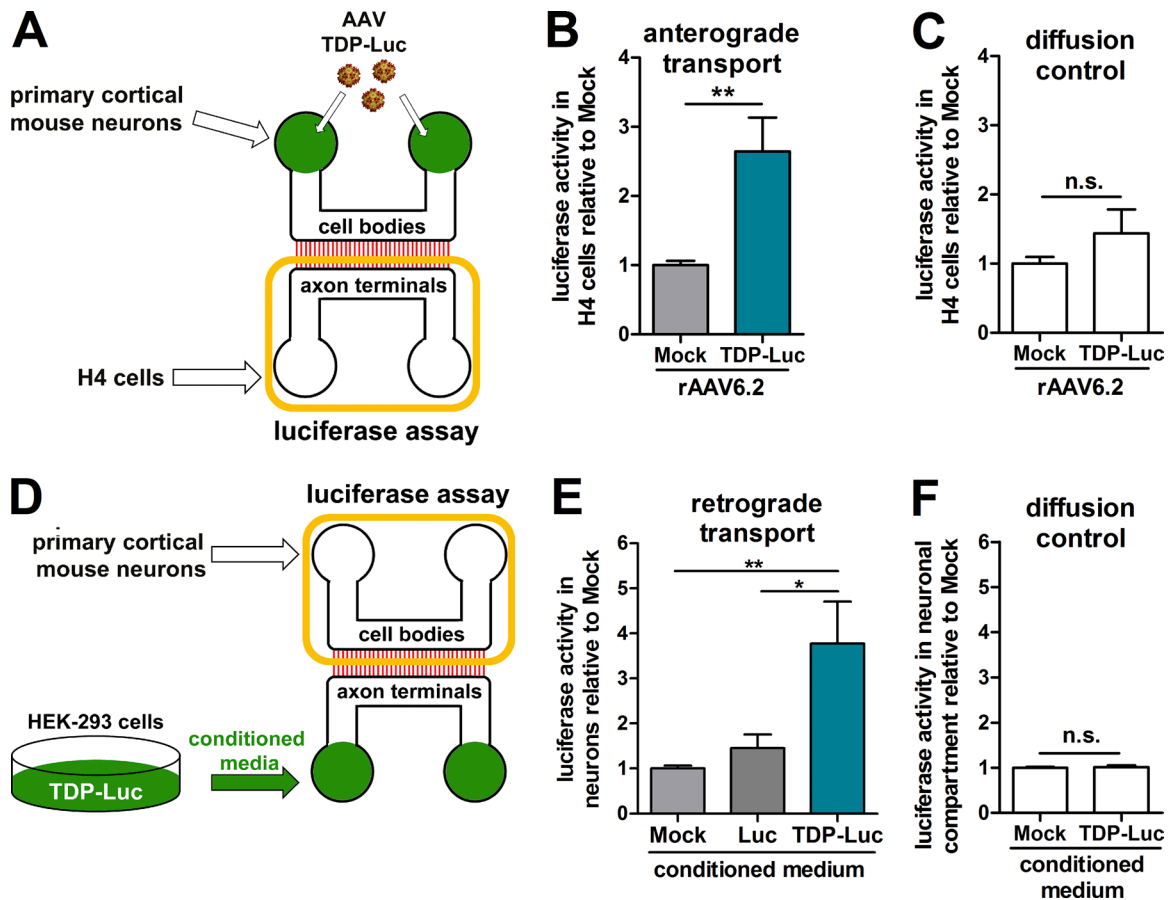 A
AAV
TDP-Luc
primary cortical
mouse neurons
cell bodies
axon terminals
H4 cells
luciferase assay
B
anterograde
transport
luciferase activity in
H4 cells relative to Mock
4
3
2
1
0
**
Mock TDP-Luc
rAAV6.2
C
diffusion
control
luciferase activity in
H4 cells relative to Mock
4
3
2
1
0
n.s.
Mock TDP-Luc
rAAV6.2
D
luciferase assay
primary cortical
mouse neurons
cell bodies
axon terminals
HEK-293 cells
TDP-Luc
conditioned
media
E
retrograde
transport
luciferase activity in
neurons relative to Mock
6
5
4
3
2
1
0
**
*
Mock Luc TDP-Luc
conditioned medium
F
diffusion
control
luciferase activity in neuronal
compartment relative to Mock
6
5
4
3
2
1
0
n.s.
Mock TDP-Luc
conditioned
medium